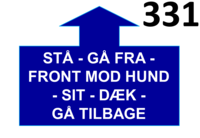 331
STÅ - GÅ FRA -
FRONT MOD HUND
- SIT - DÆK -
GÅ TILBAGE